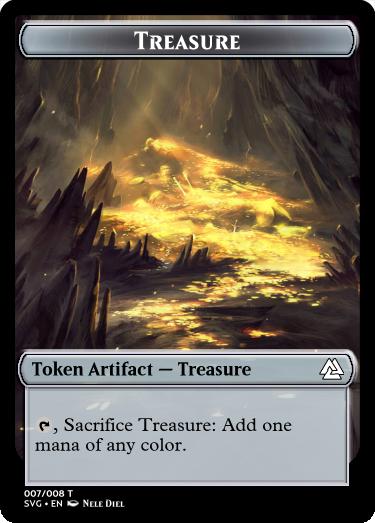 Treasure
Token Artifact — Treasure
, Sacrifice Treasure: Add one
mana of any color.
007/008 T
SVG • EN Nele Diel